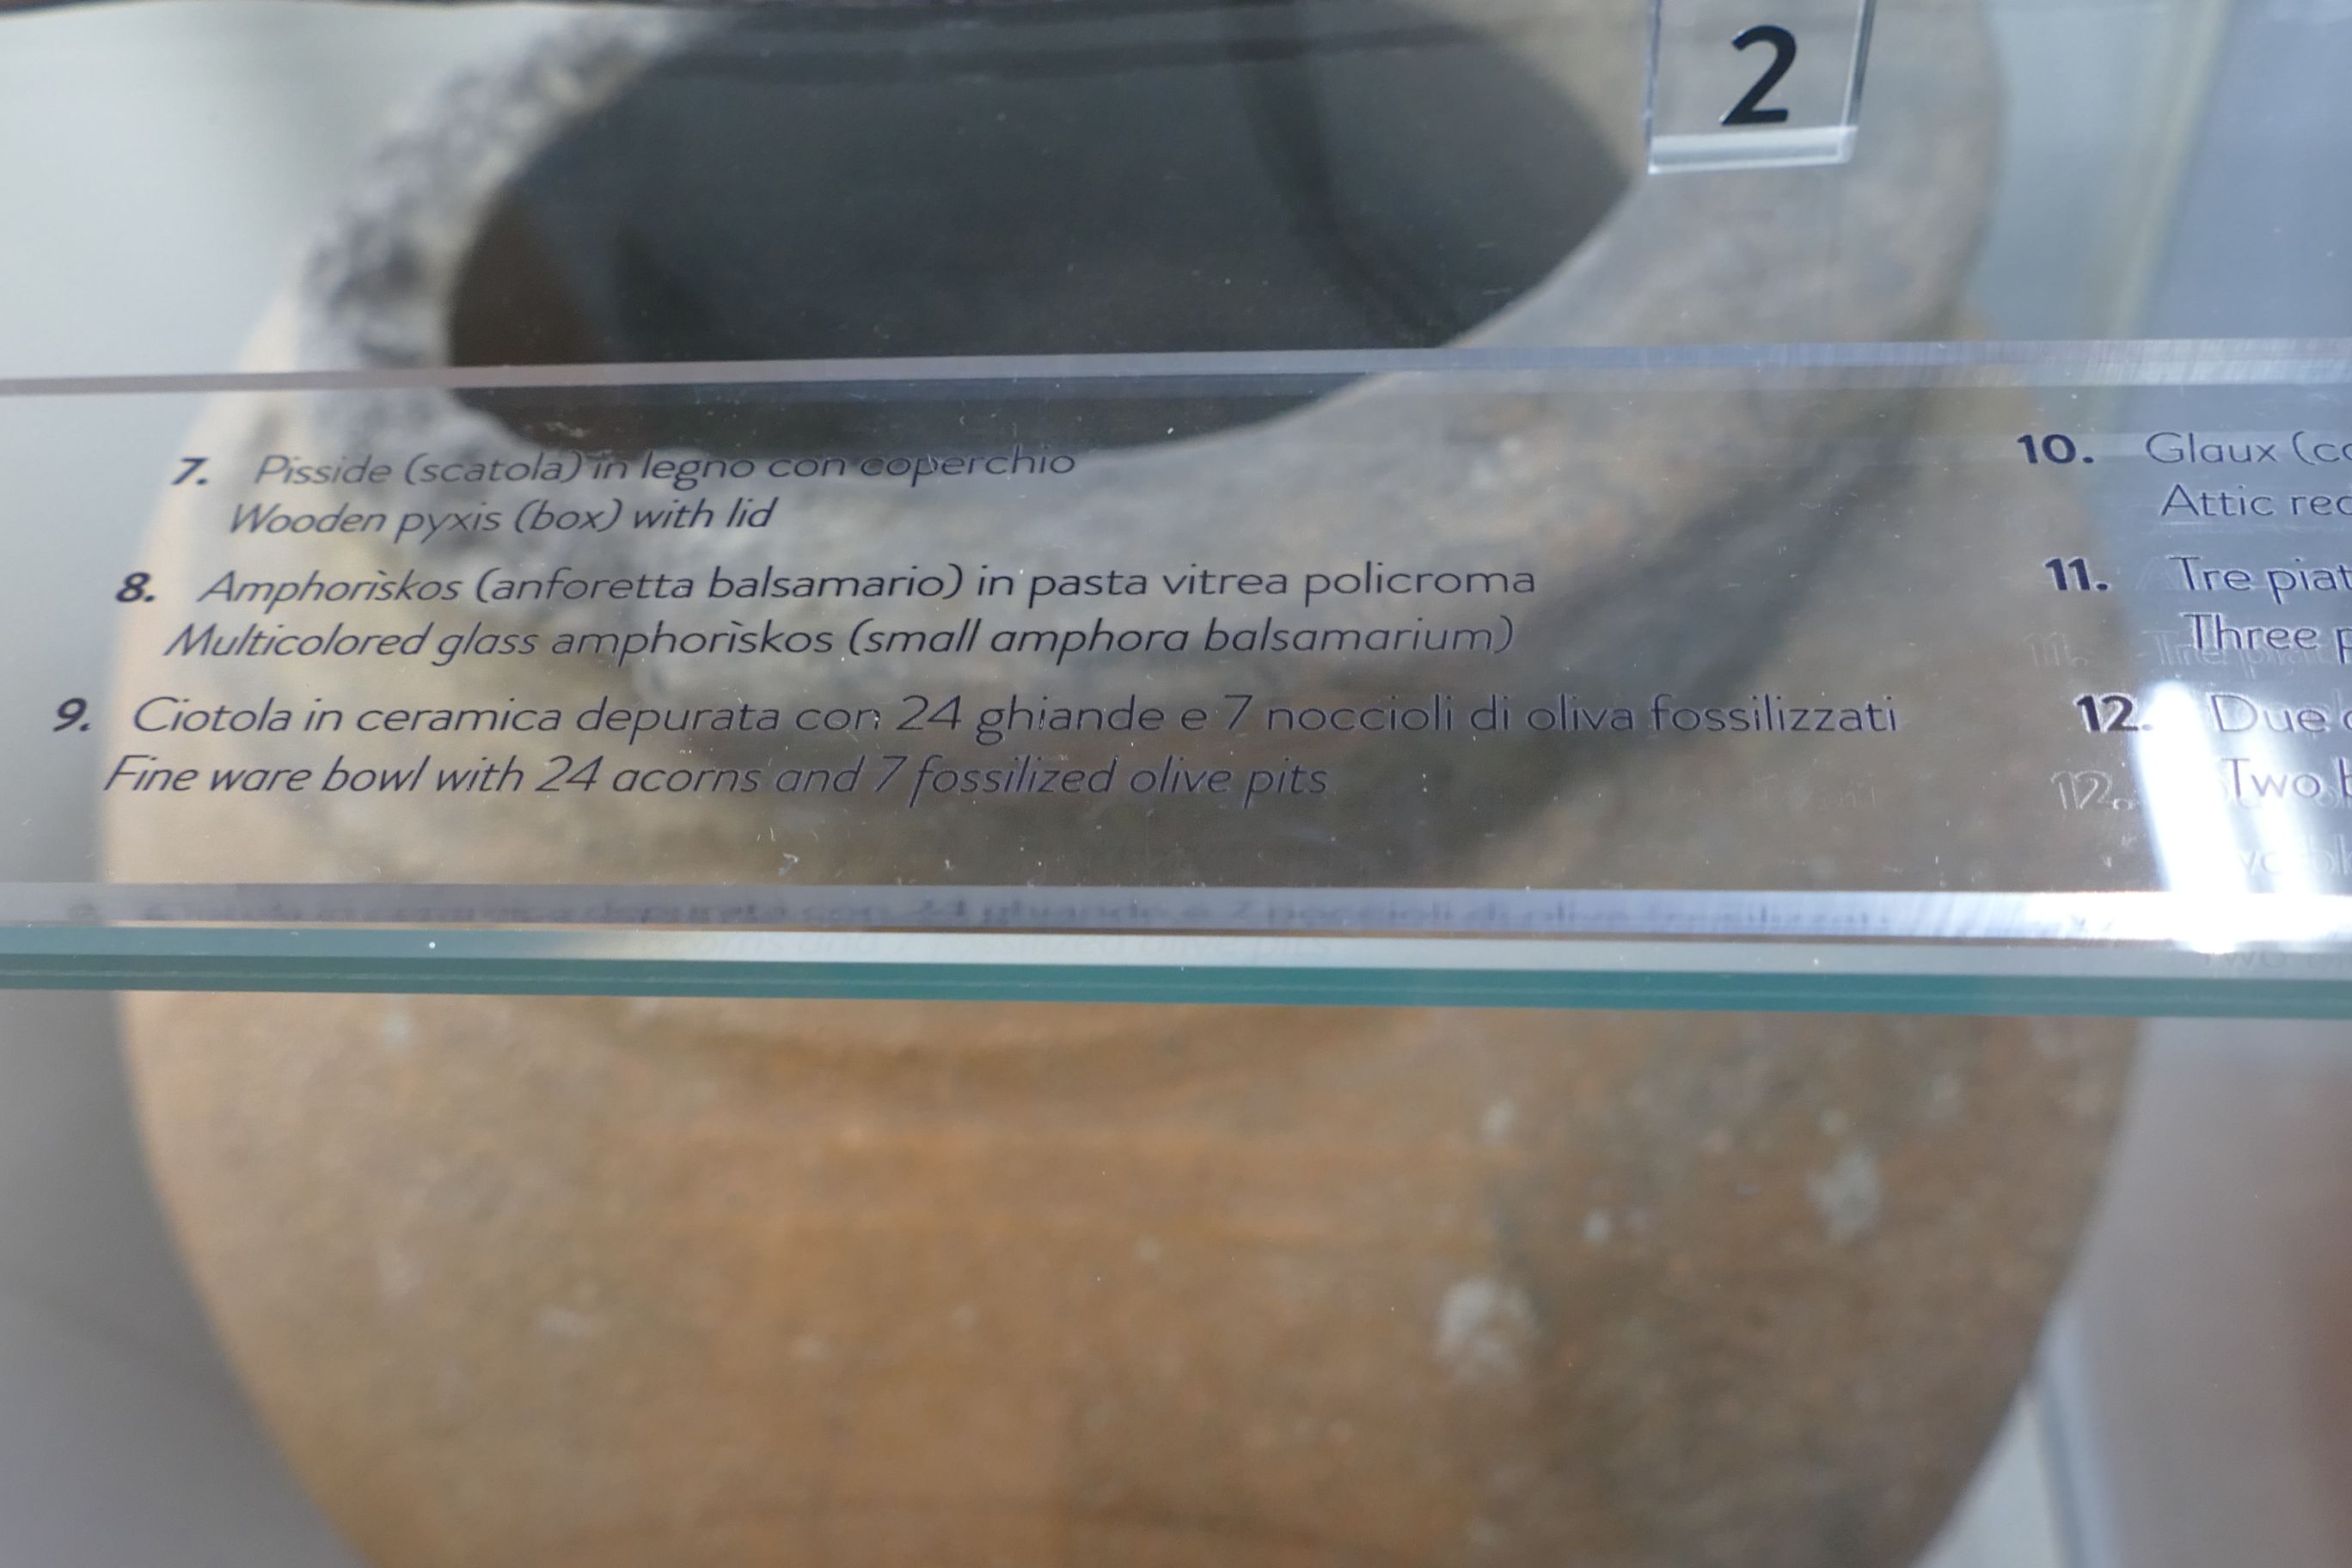 2
7. Pisside (scatola) in legno con coperchio
Wooden pyxis (box) with lid
8. Amphorìskos (anforetta balsamario) in pasta vitrea policroma
Multicolored glass amphorìskos (small amphora balsamarium)
9. Ciotola in ceramica depurata con 24 ghiande e 7 noccioli di oliva fossilizzati
Fine ware bowl with 24 acorns and 7 fossilized olive pits
10. Glaux
Attic
11. Tre
Three
12. Due
Two